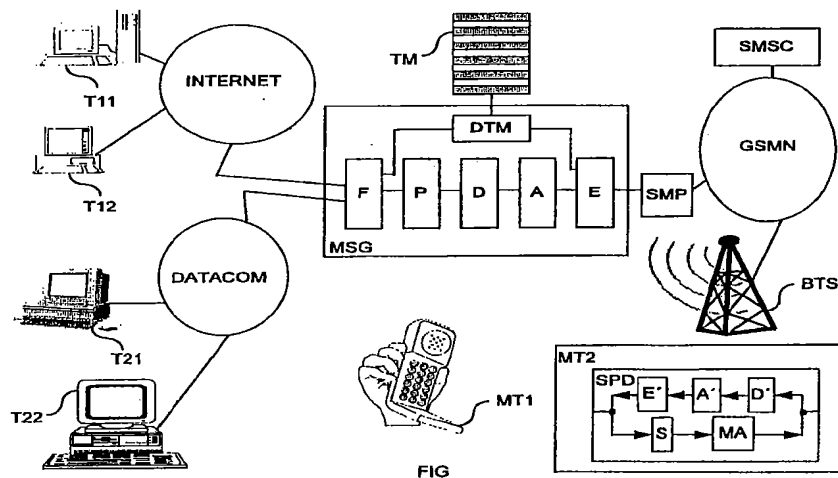 SMSC
TM
INTERNET
T11
DTM
GSMN
F
P
D
A
E
SMP
T12
MSG
DATACOM
BTS
T21
MT2
SPD
E´
A´
D´
T22
MT1
S
MA
FIG